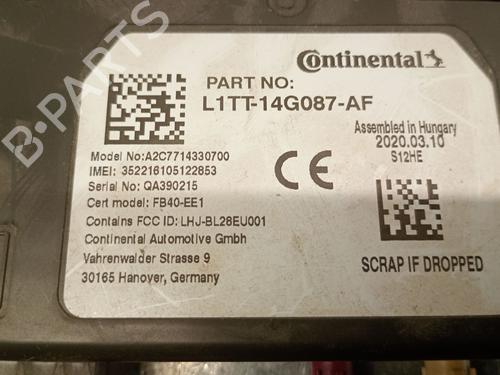 Continental
PART NO:
L1TT-14G087-AF
Assembled in Hungary
2020.03.10
S12HE
Model No:A2C7714330700
IMEI: 352216105122853
Serial No: QA390215
Cert model: FB40-EE1
Contains FCC ID: LHJ-BL28EU001
Continental Automotive Gmbh
Vahrenwalder Strasse 9
30165 Hanover, Germany
CE
SCRAP IF DROPPED
B-PARTS